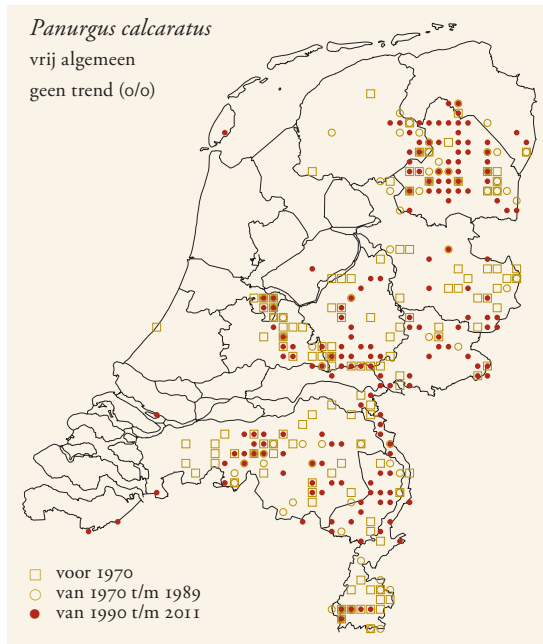 Panurgus calcaratus
vrij algemeen
geen trend (0/0)
voor 1970
van 1970 t/m 1989
van 1990 t/m 2011